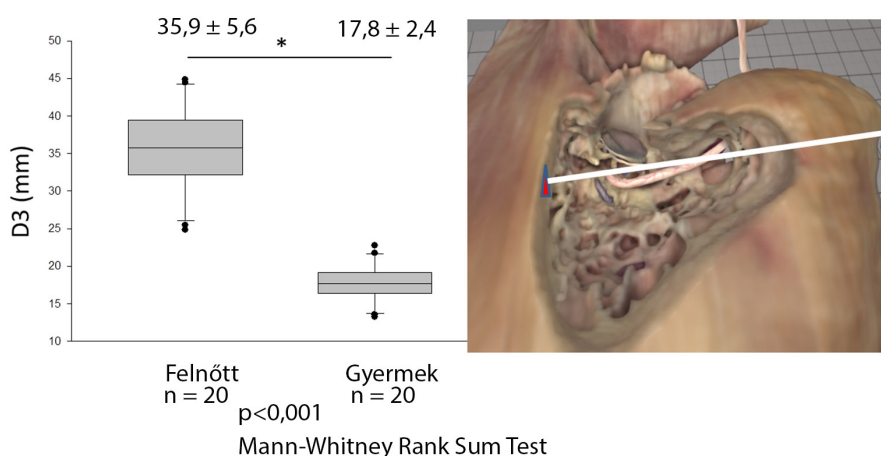 35,9 ± 5,6
*
17,8 ± 2,4
50
45
40
35
30
25
20
15
10
D3 (mm)
Felnőtt
n = 20
Gyermek
n = 20
p<0,001
Mann-Whitney Rank Sum Test